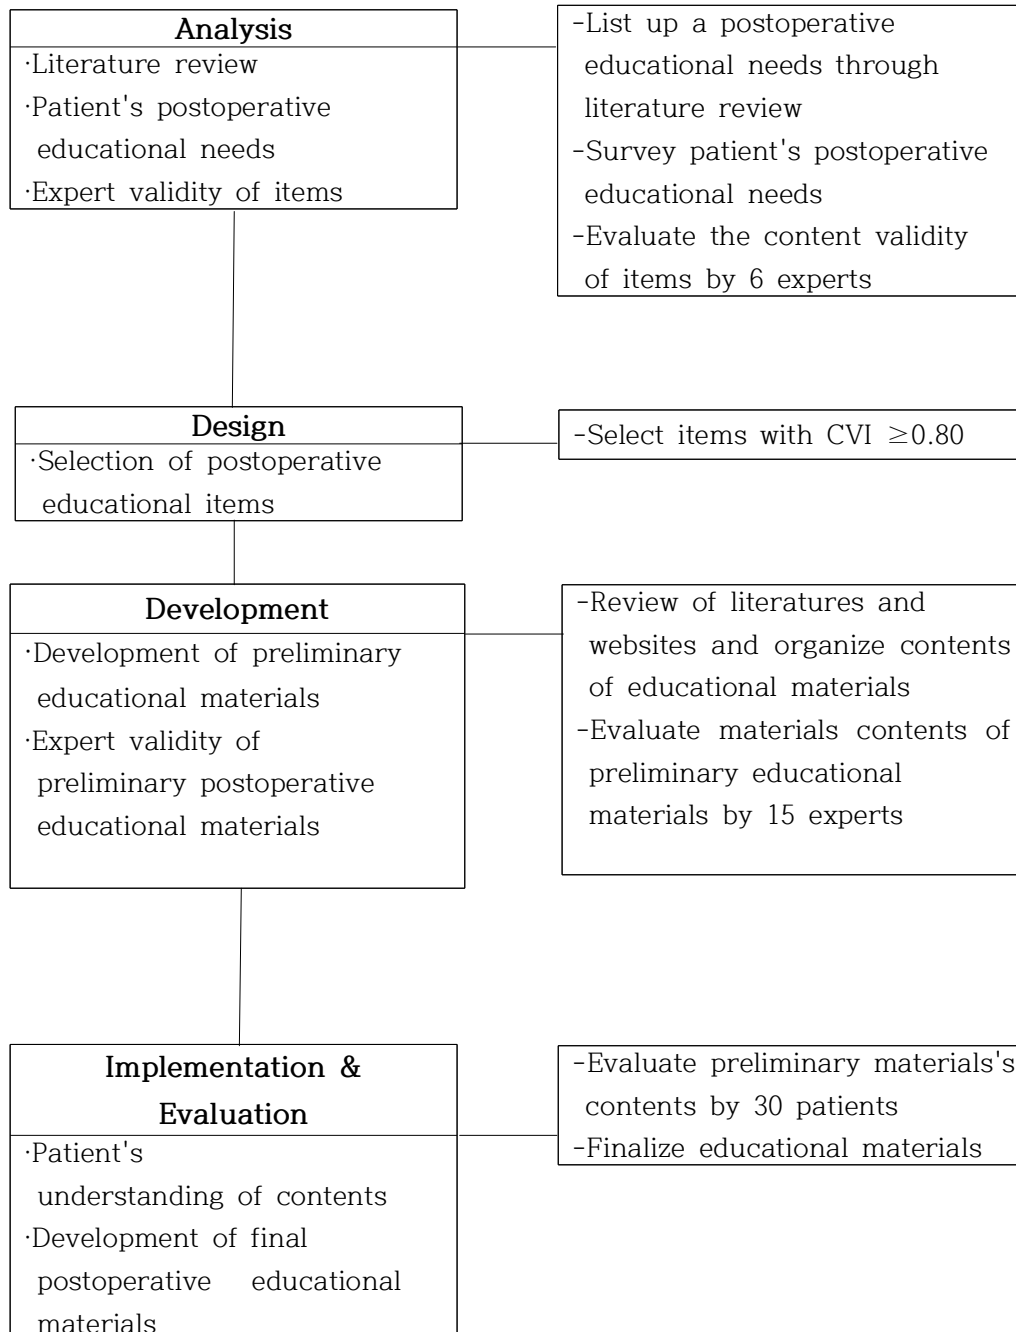 Analysis
·Literature review
·Patient's postoperative
educational needs
·Expert validity of items
-List up a postoperative
educational needs through
literature review
-Survey patient's postoperative
educational needs
-Evaluate the content validity
of items by 6 experts
Design
·Selection of postoperative
educational items
-Select items with CVI ≥0.80
Development
·Development of preliminary
educational materials
·Expert validity of
preliminary postoperative
educational materials
-Review of literatures and
websites and organize contents
of educational materials
-Evaluate materials contents of
preliminary educational
materials by 15 experts
Implementation &
Evaluation
·Patient's
understanding of contents
·Development of final
postoperative educational
materials
-Evaluate preliminary materials's
contents by 30 patients
-Finalize educational materials